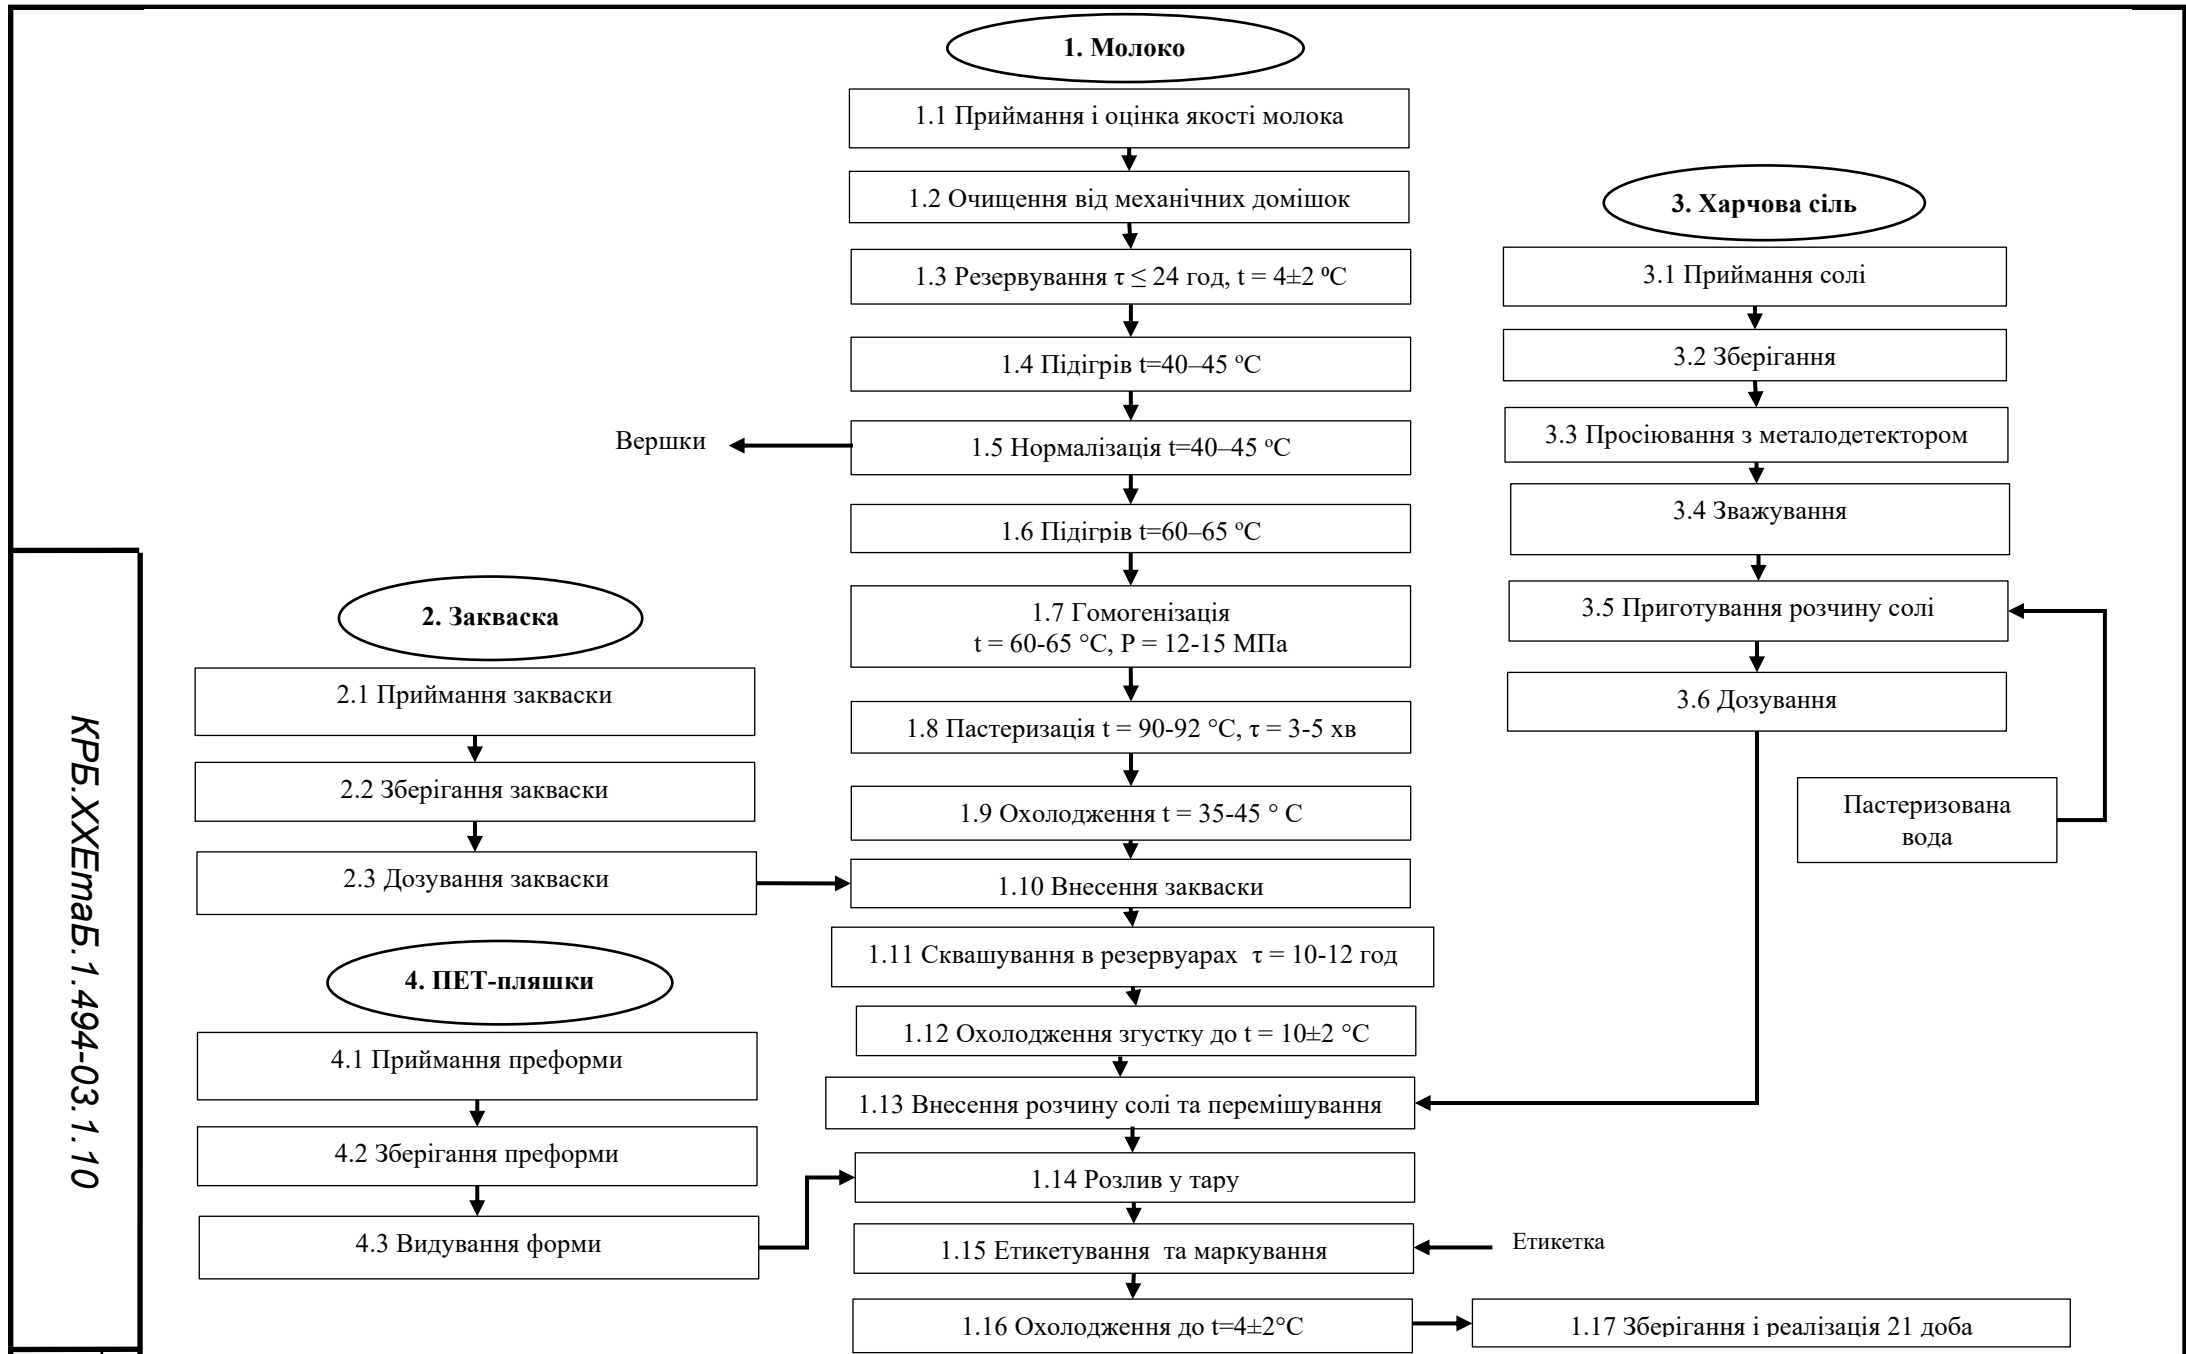 1. Молоко
1.1 Приймання і оцінка якості молока
1.2 Очищення від механічних домішок
1.3 Резервування τ ≤ 24 год, t = 4±2 ⁰С
1.4 Підігрів t=40–45 ºС
Вершки
1.5 Нормалізація t=40–45 ºС
1.6 Підігрів t=60–65 ºС
1.7 Гомогенізація
t = 60-65 °С, Р = 12-15 МПа
1.8 Пастеризація t = 90-92 °С, τ = 3-5 хв
1.9 Охолодження t = 35-45 ° С
1.10 Внесення закваски
1.11 Сквашування в резервуарах τ = 10-12 год
1.12 Охолодження згустку до t = 10±2 °С
1.13 Внесення розчину солі та перемішування
1.14 Розлив у тару
1.15 Етикетування та маркування
Етикетка
1.16 Охолодження до t=4±2°С
1.17 Зберігання і реалізація 21 доба
2. Закваска
2.1 Приймання закваски
2.2 Зберігання закваски
2.3 Дозування закваски
3. Харчова сіль
3.1 Приймання солі
3.2 Зберігання
3.3 Просіювання з металодетектором
3.4 Зважування
3.5 Приготування розчину солі
3.6 Дозування
Пастеризована
вода
4. ПЕТ-пляшки
4.1 Приймання преформи
4.2 Зберігання преформи
4.3 Видування форми
КРБ.ХХЕтаБ.1.494-03.1.10